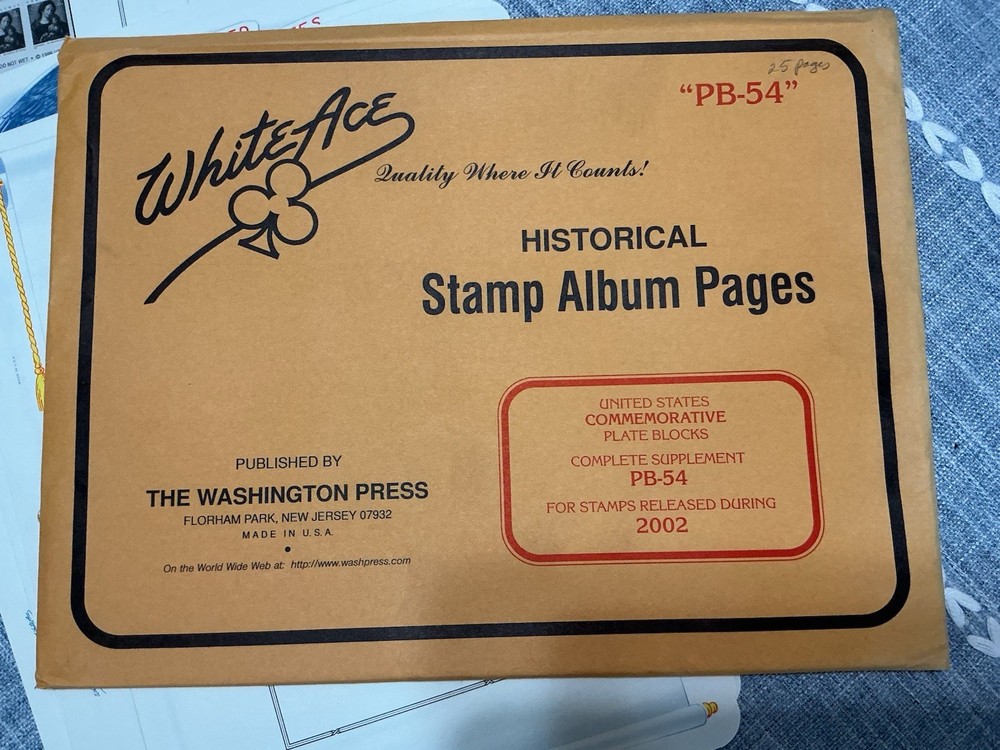 25 pages
"PB-54"
WhiteAce
Quality Where It Counts!
HISTORICAL
Stamp Album Pages
UNITED STATES
COMMEMORATIVE
PLATE BLOCKS
COMPLETE SUPPLEMENT
PB-54
FOR STAMPS RELEASED DURING
2002
PUBLISHED BY
THE WASHINGTON PRESS
FLORHAM PARK, NEW JERSEY 07932
MADE IN U.S.A.
On the World Wide Web at: http://www.washpress.com